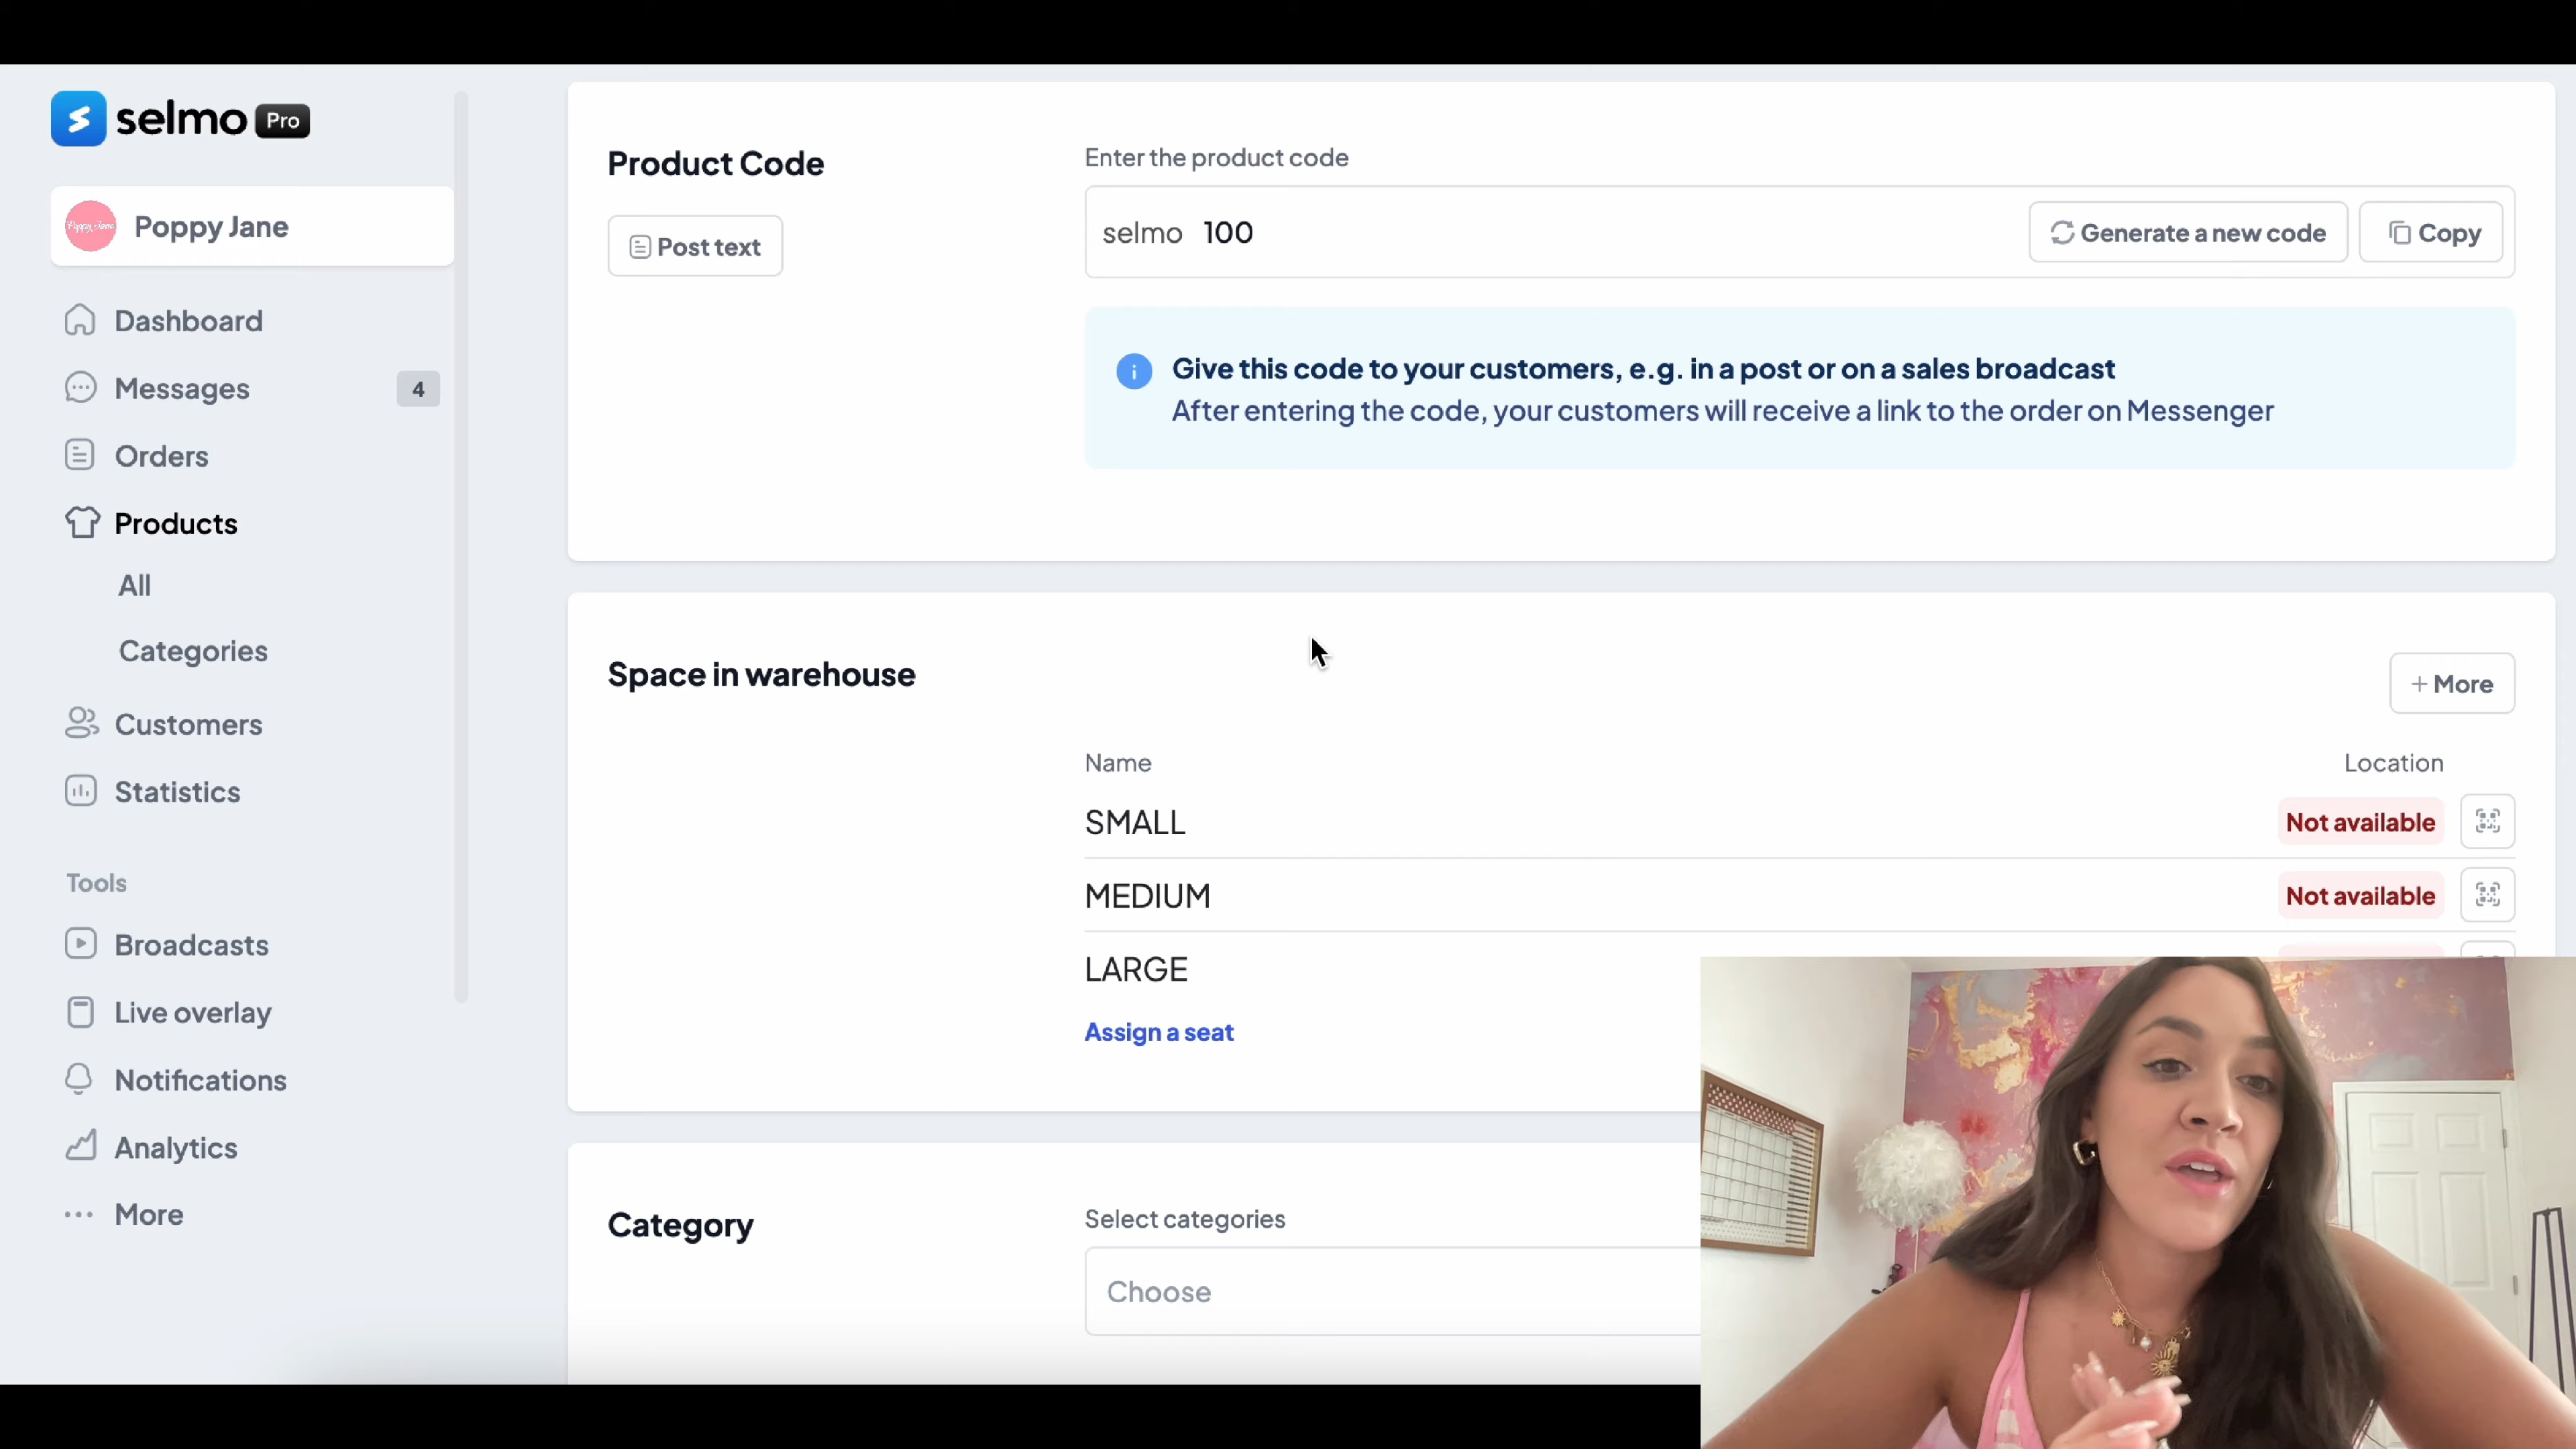 selmo Pro
Poppy Jane
Poppy Jane
Dashboard
Messages 4
Orders
Products
All
Categories
Customers
Statistics
Tools
Broadcasts
Live overlay
Notifications
Analytics
More
Product Code
Post text
Enter the product code
selmo 100
Generate a new code
Copy
Give this code to your customers, e.g. in a post or on a sales broadcast
After entering the code, your customers will receive a link to the order on Messenger
Space in warehouse
+ More
Name Location
SMALL Not available
MEDIUM Not available
LARGE
Assign a seat
Category
Select categories
Choose